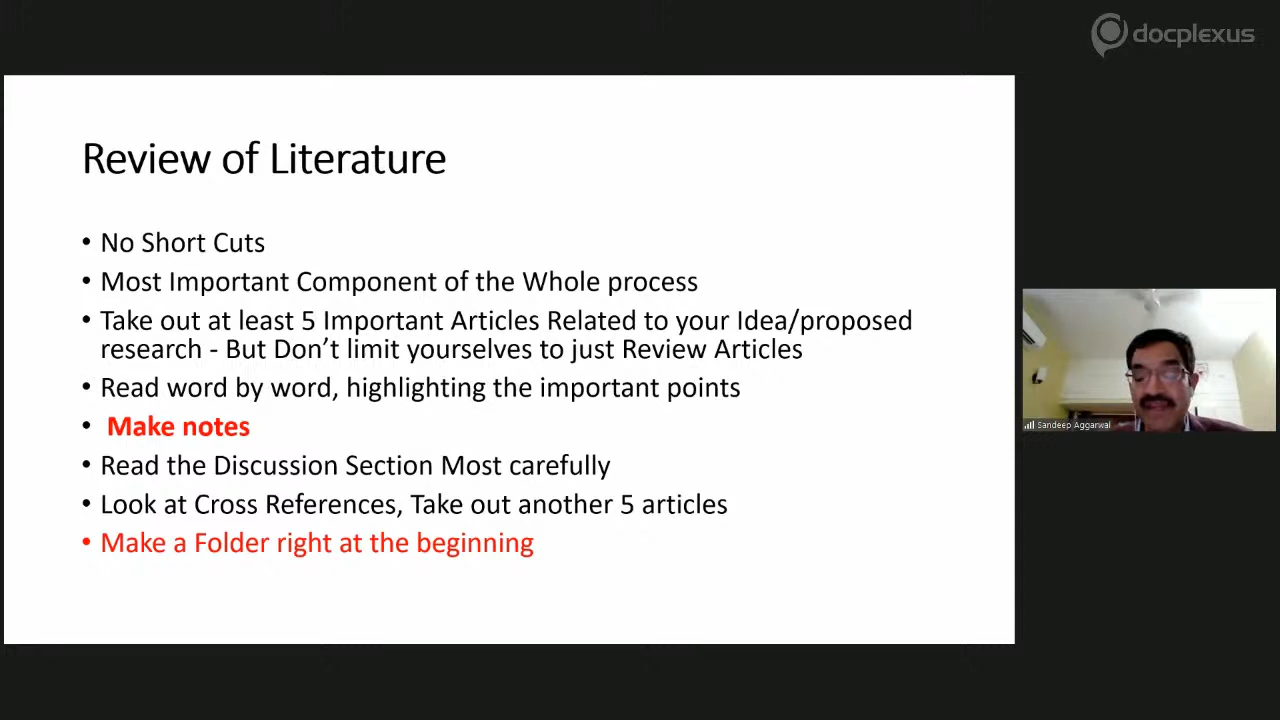 docplexus
Review of Literature
• No Short Cuts
• Most Important Component of the Whole process
• Take out at least 5 Important Articles Related to your Idea/proposed
research - But Don’t limit yourselves to just Review Articles
• Read word by word, highlighting the important points
• Make notes
• Read the Discussion Section Most carefully
• Look at Cross References, Take out another 5 articles
• Make a Folder right at the beginning
Sandeep Aggarwal